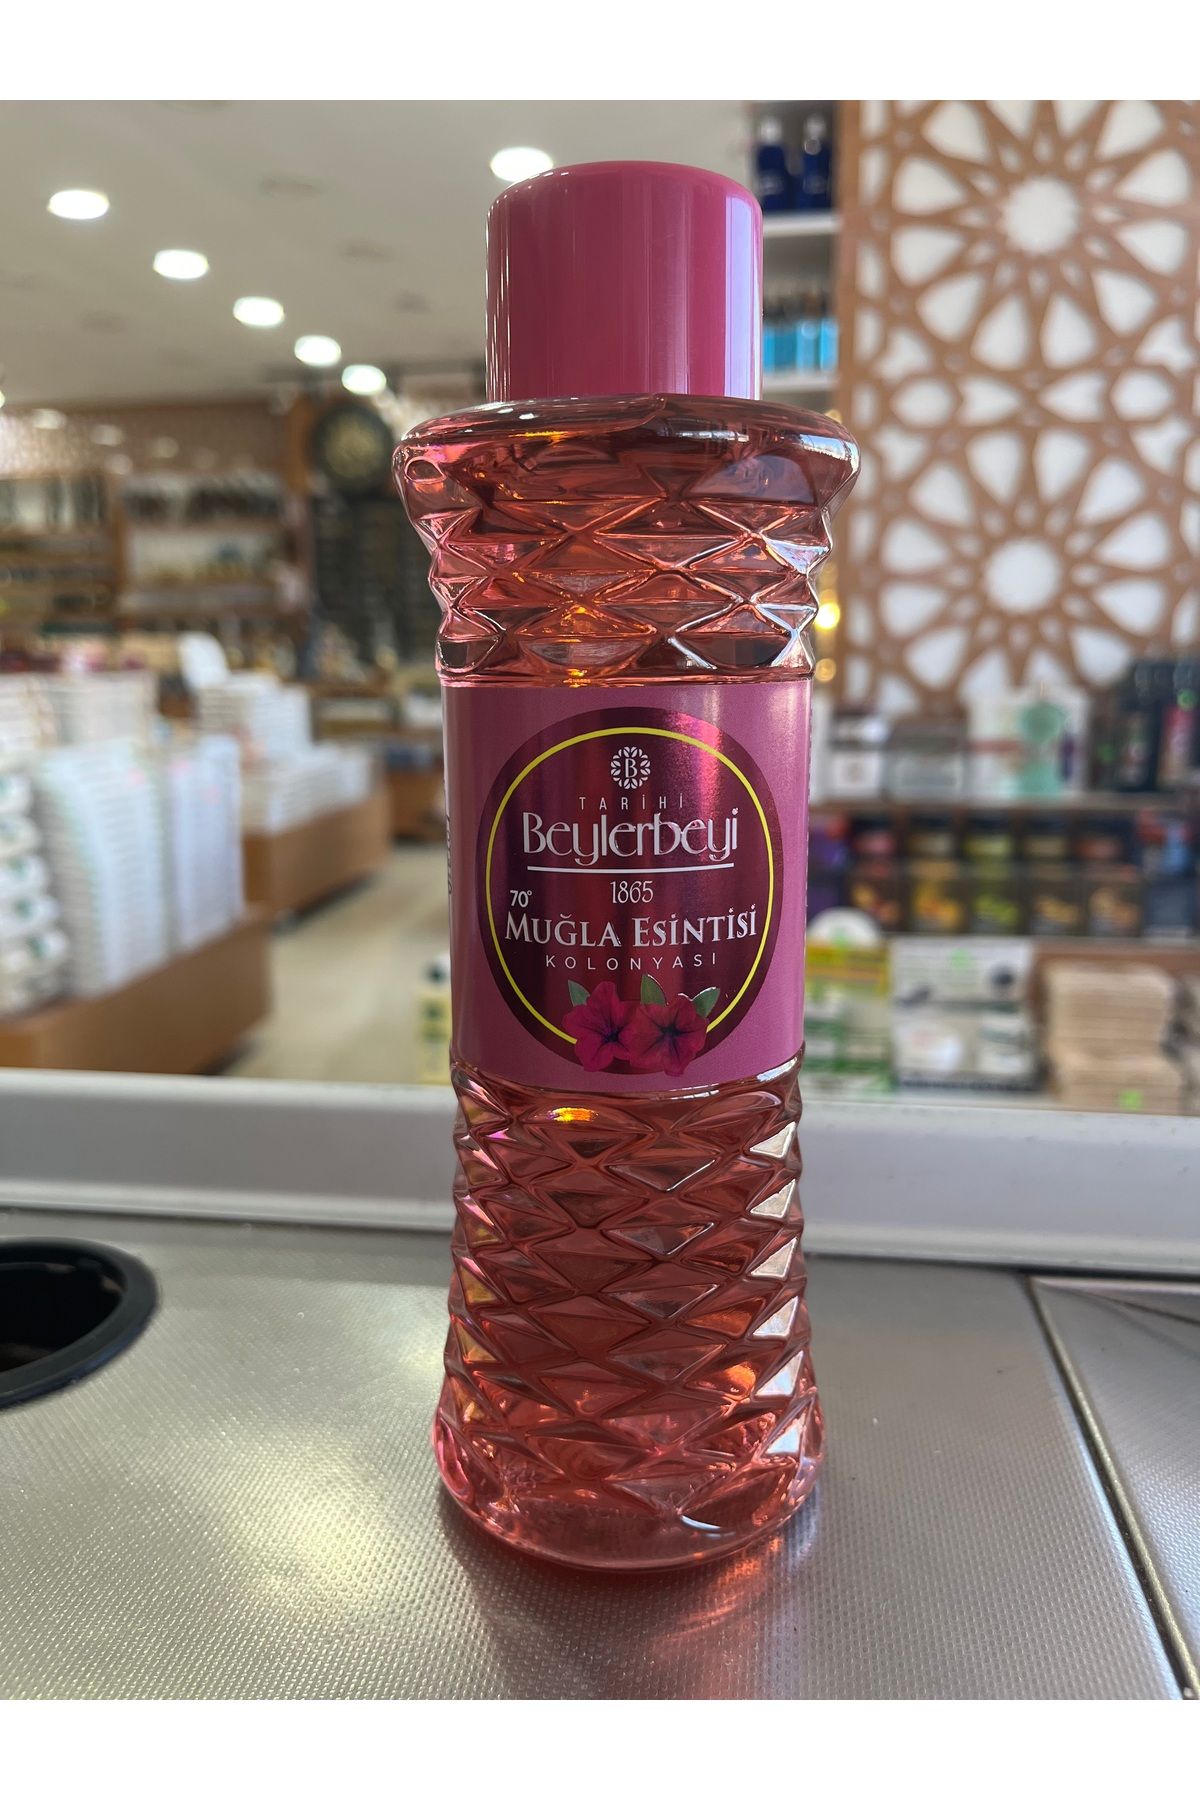 B
TARİHİ
Beylerbeyi
1865
70°
MUĞLA ESİNTİSİ
KOLONYASI